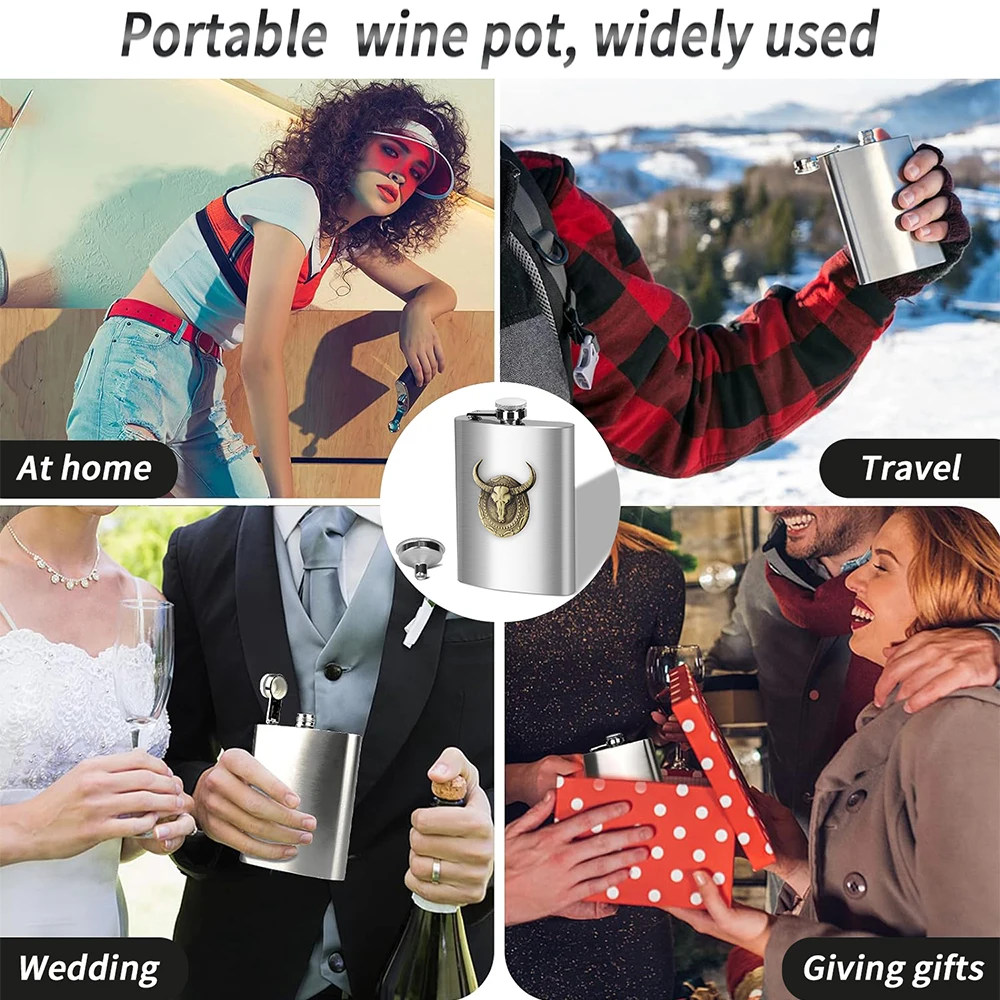 Portable wine pot, widely used
At home
Travel
Wedding
Giving gifts